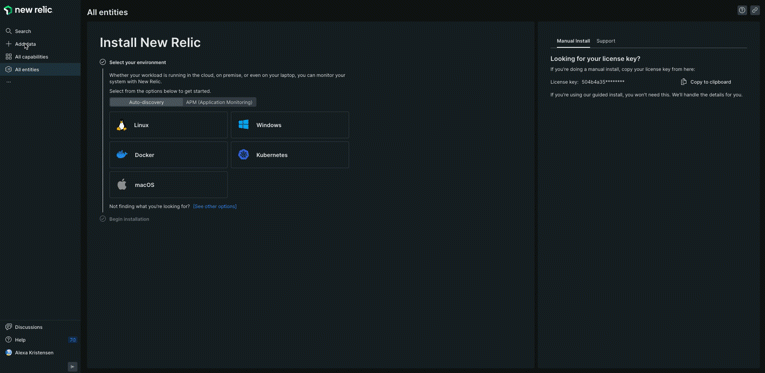 new relic
All entities
Search
Add data
All capabilities
All entities
...
Install New Relic
Select your environment
Whether your workload is running in the cloud, on premise, or even on your laptop, you can monitor your
system with New Relic.
Select from the options below to get started.
Auto-discovery
APM (Application Monitoring)
Linux
Windows
Docker
Kubernetes
macOS
Not finding what you're looking for? (See other options)
Begin installation
Manual Install
Support
Looking for your license key?
If you're doing a manual install, copy your license key from here:
License key: 504b4a35********
Copy to clipboard
If you're using our guided install, you won't need this. We'll handle the details for you.
Discussions
Help
Alexa Kristensen